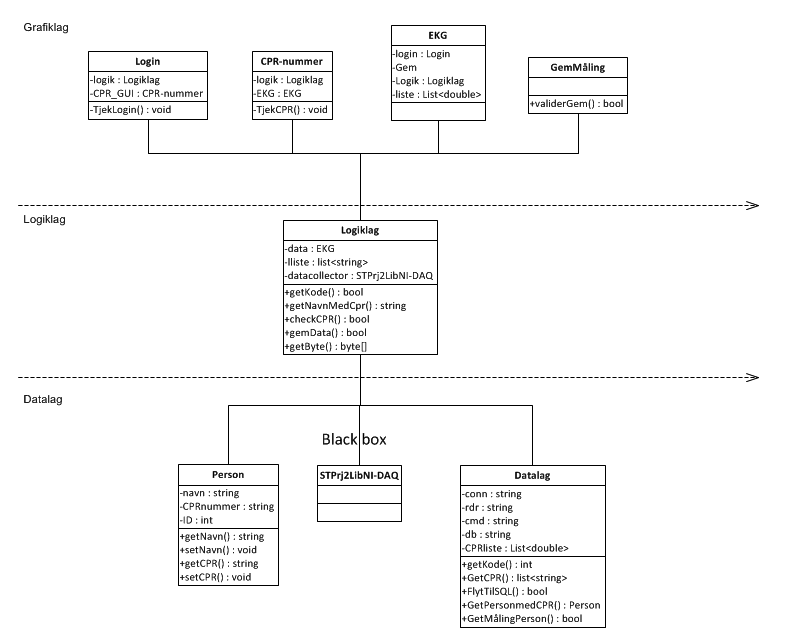 Grafiklag
Login
-logik : Logiklag
-CPR_GUI : CPR-nummer
-TjekLogin() : void
CPR-nummer
-logik : Logiklag
-EKG : EKG
-TjekCPR() : void
EKG
-login : Login
-Gem
-Logik : Logiklag
-liste : List<double>
GemMåling
+validerGem() : bool
Logiklag
Logiklag
-data : EKG
-lliste : list<string>
-datacollector : STPrj2LibNI-DAQ
+getKode() : bool
+getNavnMedCpr() : string
+checkCPR() : bool
+gemData() : bool
+getByte() : byte[]
Datalag
Black box
Person
-navn : string
-CPRnummer : string
-ID : int
+getNavn() : string
+setNavn() : void
+getCPR() : string
+setCPR() : void
STPrj2LibNI-DAQ
Datalag
-conn : string
-rdr : string
-cmd : string
-db : string
-CPRliste : List<double>
+getKode() : int
+GetCPR() : list<string>
+FlytTilSQL() : bool
+GetPersonmedCPR() : Person
+GetMålingPerson() : bool